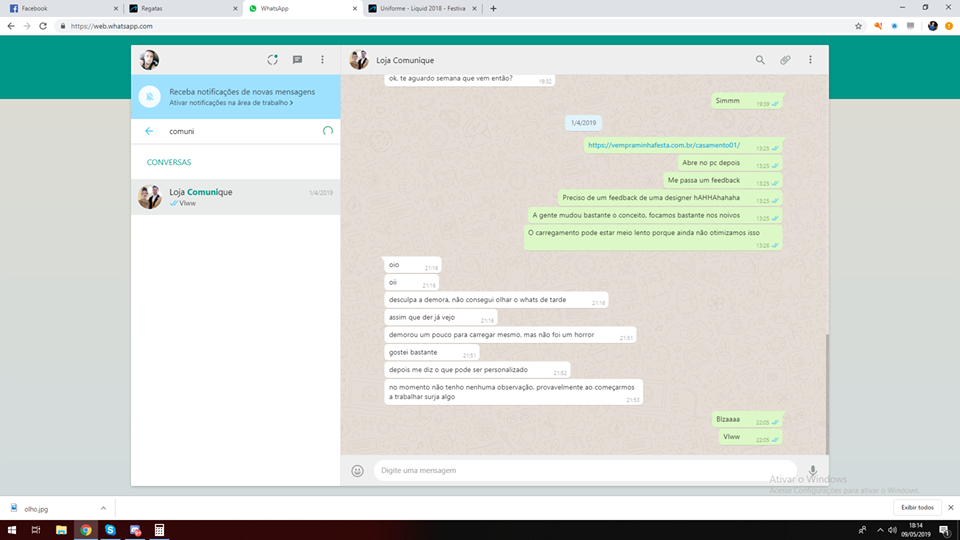 Facebook
Regatas
WhatsApp
Uniforme - Liquid 2018 - Festiva
https://web.whatsapp.com
Loja Comunique
Receba notificações de novas mensagens
Ativar notificações na área de trabalho >
comuni
CONVERSAS
Loja Comunique
1/4/2019
Vlww
ok. te aguardo semana que vem então?
19:32
Simmm
19:39
1/4/2019
https://vempraminhafesta.com.br/casamento01/
13:25
Abre no pc depois
13:25
Me passa um feedback
13:25
Preciso de um feedback de uma designer hAHHAhahaha
13:25
A gente mudou bastante o conceito, focamos bastante nos noivos
13:25
O carregamento pode estar meio lento porque ainda não otimizamos isso
13:26
oio
21:16
oii
21:16
desculpa a demora, não consegui olhar o whats de tarde
21:16
assim que der já vejo
21:16
demorou um pouco para carregar mesmo, mas não foi um horror
21:51
gostei bastante
21:51
depois me diz o que pode ser personalizado
21:52
no momento não tenho nenhuma observação, provavelmente ao começarmos
a trabalhar surja algo
21:53
Blzaaaa
22:05
Vlww
22:05
Digite uma mensagem
Ativar o Windows
Acesse Configurações para ativar o Windows.
olho.jpg
Exibir todos
18:14
09/05/2019